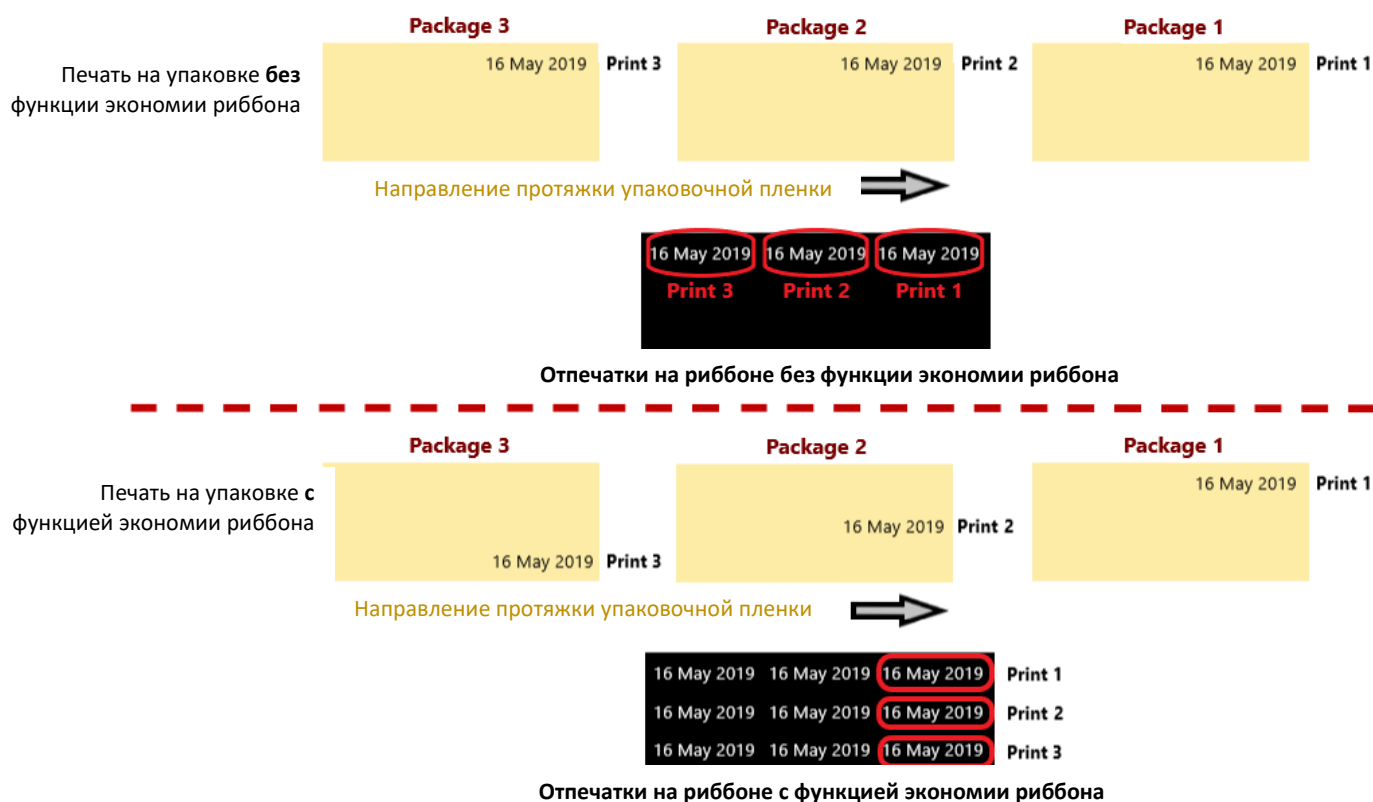 Package 3 Package 2 Package 1
Печать на упаковке без
функции экономии риббона
16 May 2019 Print 3 16 May 2019 Print 2 16 May 2019 Print 1
Направление протяжки упаковочной пленки
16 May 2019 16 May 2019 16 May 2019
Print 3 Print 2 Print 1
Отпечатки на риббоне без функции экономии риббона
Package 3 Package 2 Package 1
Печать на упаковке с
функцией экономии риббона
16 May 2019 Print 1
16 May 2019 Print 2
16 May 2019 Print 3
Направление протяжки упаковочной пленки
16 May 2019 16 May 2019 16 May 2019 Print 1
16 May 2019 16 May 2019 16 May 2019 Print 2
16 May 2019 16 May 2019 16 May 2019 Print 3
Отпечатки на риббоне с функцией экономии риббона